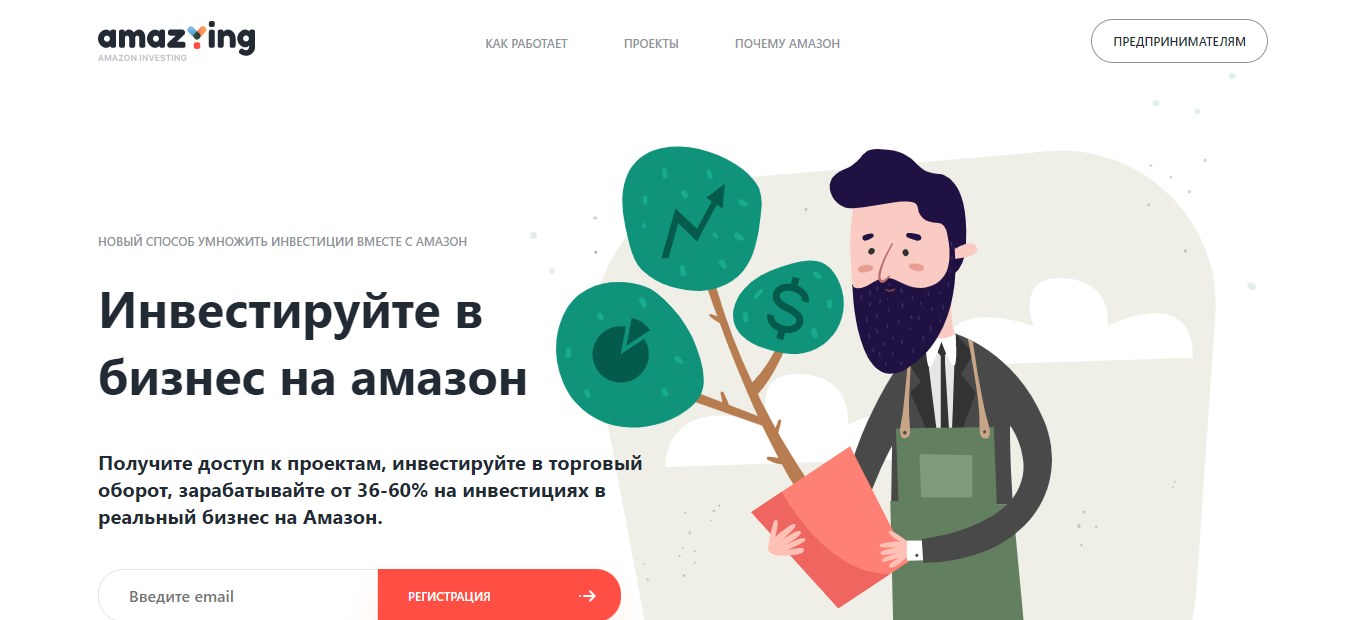 amazying
AMAZON INVESTING
КАК РАБОТАЕТ
ПРОЕКТЫ
ПОЧЕМУ АМАЗОН
ПРЕДПРИНИМАТЕЛЯМ
НОВЫЙ СПОСОБ УМНОЖИТЬ ИНВЕСТИЦИИ ВМЕСТЕ С АМАЗОН
Инвестируйте в
бизнес на амазон
Получите доступ к проектам, инвестируйте в торговый
оборот, зарабатывайте от 36-60% на инвестициях в
реальный бизнес на Амазон.
Введите email
РЕГИСТРАЦИЯ
$